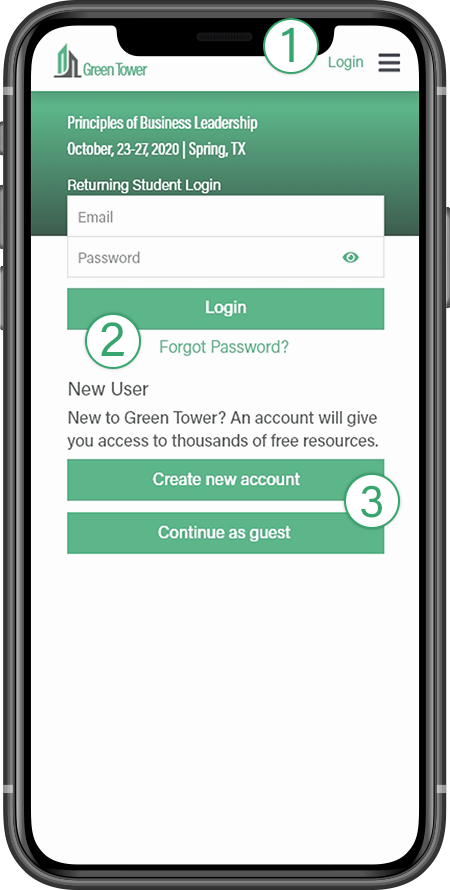 1
Login
Green Tower
Principles of Business Leadership
October, 23-27, 2020 | Spring, TX
Returning Student Login
Email
Password
Login
2
Forgot Password?
New User
New to Green Tower? An account will give
you access to thousands of free resources.
Create new account
3
Continue as guest